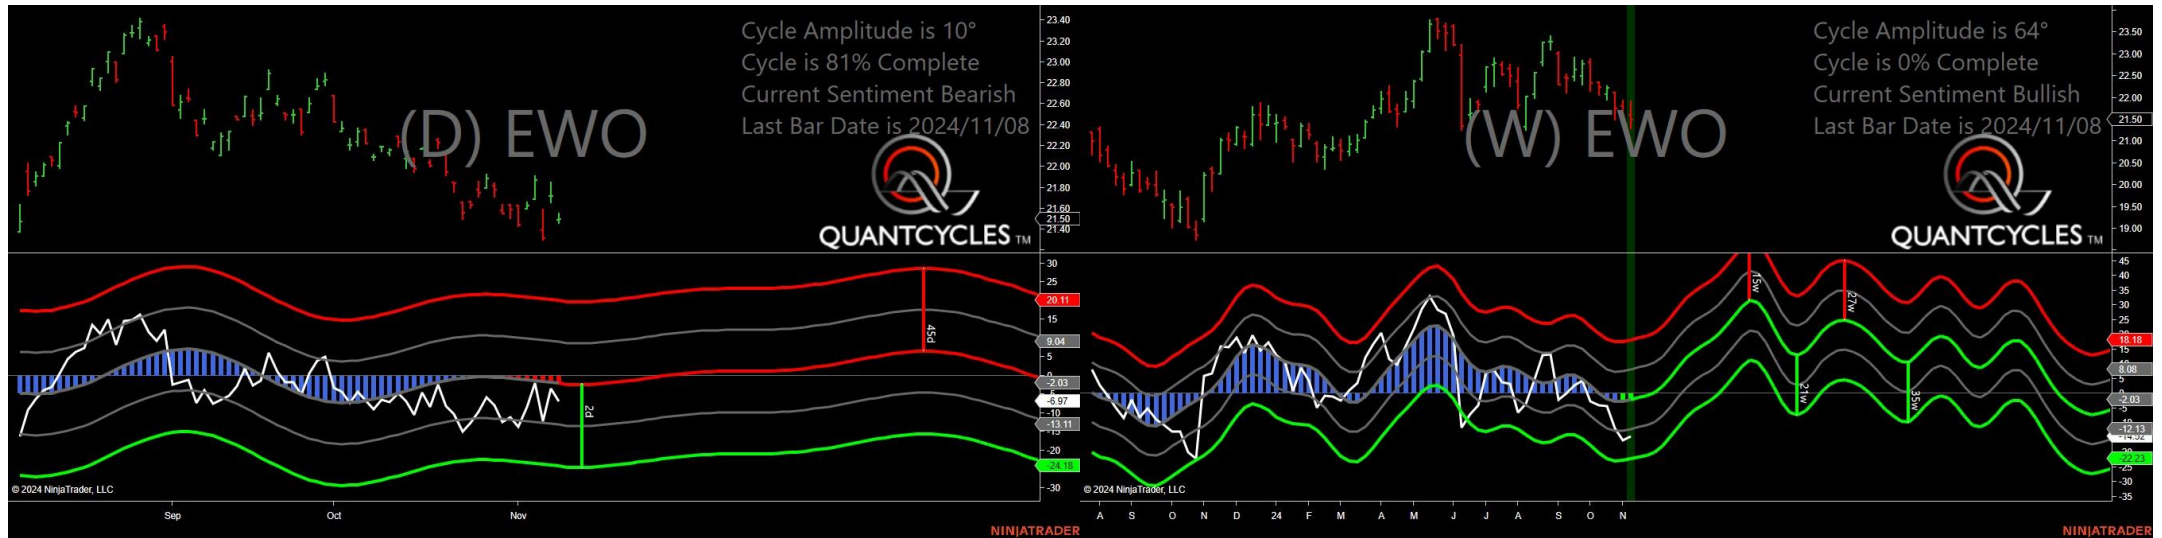 Cycle Amplitude is 10°
Cycle is 81% Complete
Current Sentiment Bearish
Last Bar Date is 2024/11/08
(D) EWO
QUANTCYCLES TM
23.40
23.20
23.00
22.80
22.60
22.40
22.20
22.00
21.80
21.60
21.50
21.40
30
25
20.11
15
9.04
5
0
-2.03
-6.97
-10
-13.11
-15
-20
-24.18
-30
45d
2d
© 2024 NinjaTrader, LLC
Sep
Oct
Nov
NINJATRADER
Cycle Amplitude is 64°
Cycle is 0% Complete
Current Sentiment Bullish
Last Bar Date is 2024/11/08
(W) EWO
QUANTCYCLES TM
23.50
23.00
22.50
22.00
21.50
21.00
20.50
20.00
19.50
19.00
45
40
35
30
25
18.18
15
8.08
5
-2.03
-5
-12.13
-14.52
-22.23
-25
-30
-35
15w
27w
21w
35w
© 2024 NinjaTrader, LLC
A S O N D 24 F M A M J J A S O N
NINJATRADER